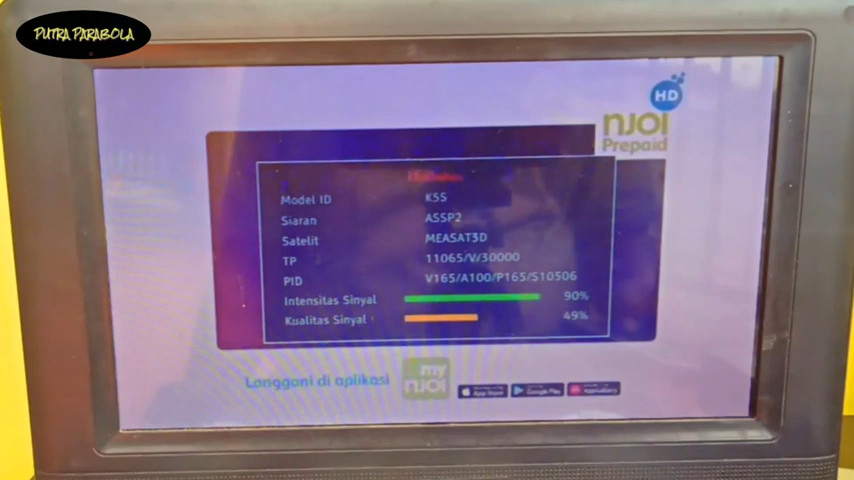 PUTRA PARABOLA
HD
njoi
Prepaid
Model ID K5S
Siaran ASSP2
Satelit MEASAT3D
TP 11065/V/30000
PID V165/A100/P165/S10506
Intensitas Sinyal 90%
Kualitas Sinyal 49%
Langgani di aplikasi
my
njoi
App Store
Google Play
AppGallery